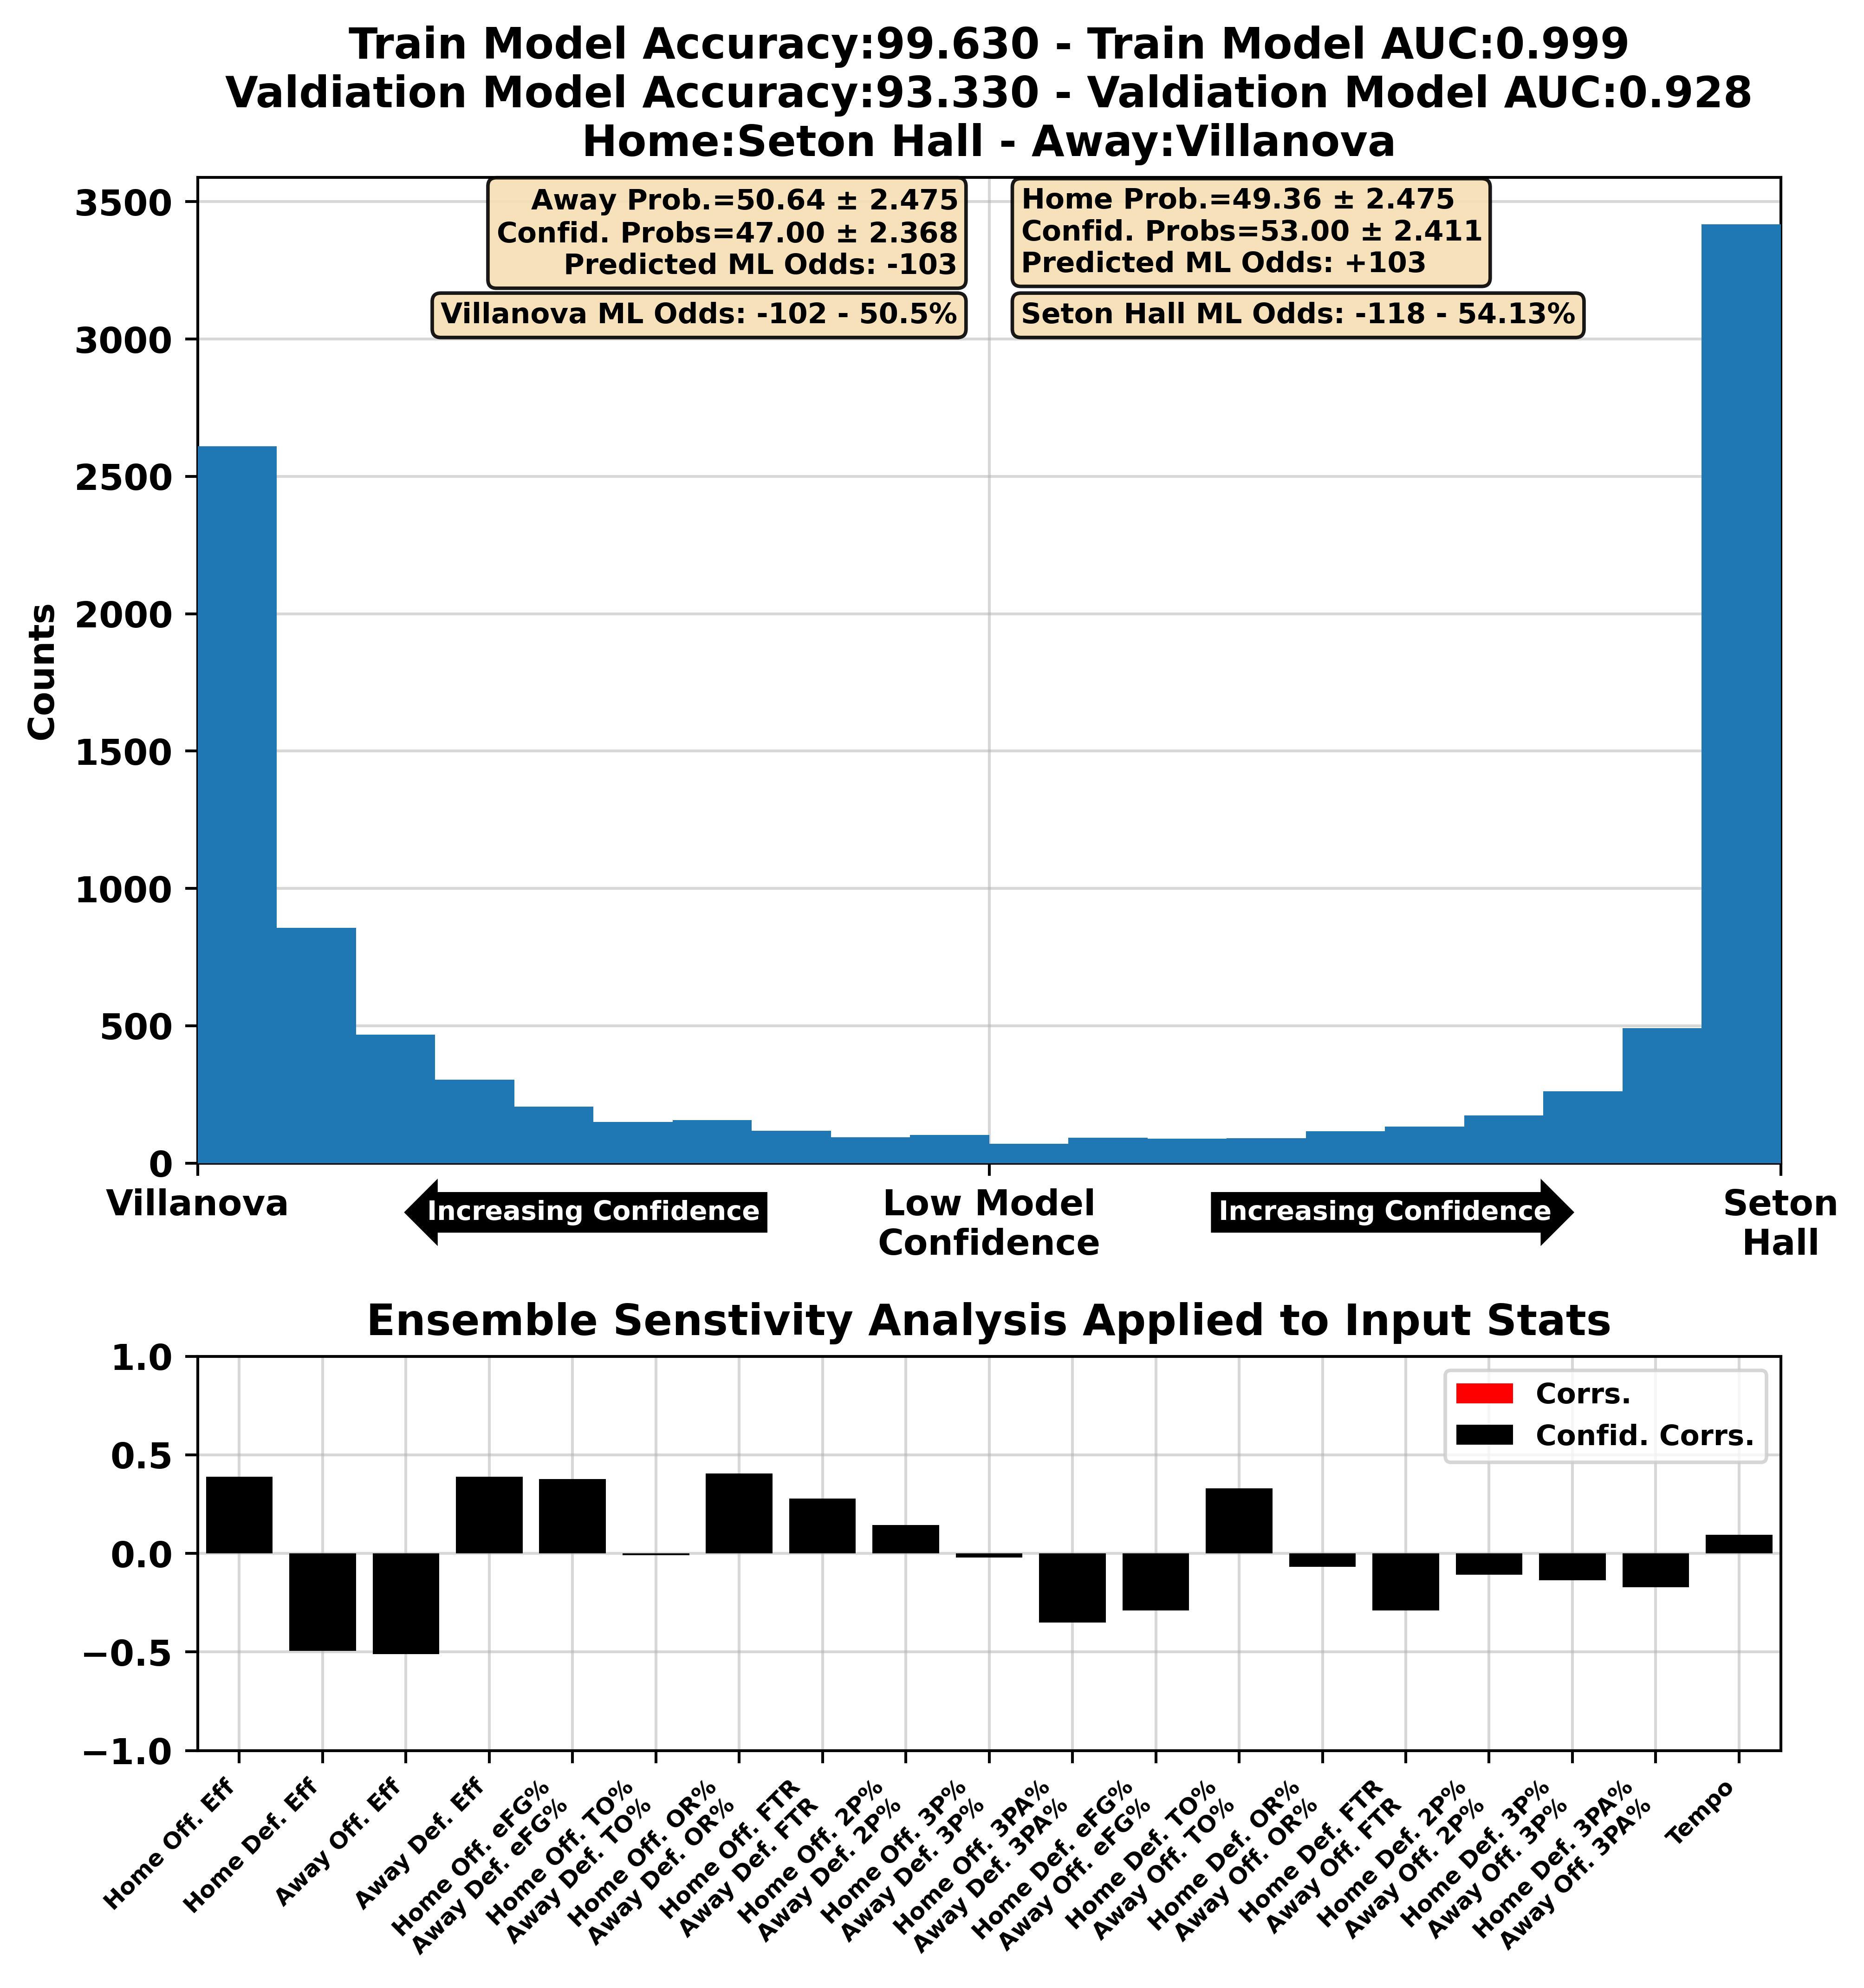 Train Model Accuracy:99.630 - Train Model AUC:0.999
Valdiation Model Accuracy:93.330 - Valdiation Model AUC:0.928
Home:Seton Hall - Away:Villanova
Away Prob.=50.64 ± 2.475
Confid. Probs=47.00 ± 2.368
Predicted ML Odds: -103
Villanova ML Odds: -102 - 50.5%
Home Prob.=49.36 ± 2.475
Confid. Probs=53.00 ± 2.411
Predicted ML Odds: +103
Seton Hall ML Odds: -118 - 54.13%
Counts
3500
3000
2500
2000
1500
1000
500
0
Villanova
Increasing Confidence
Low Model
Confidence
Increasing Confidence
Seton
Hall
Ensemble Senstivity Analysis Applied to Input Stats
1.0
0.5
0.0
−0.5
−1.0
Corrs.
Confid. Corrs.
Home Off. Eff
Home Def. Eff
Away Off. Eff
Away Def. Eff
Home Off. eFG%
Away Def. eFG%
Home Off. TO%
Away Def. TO%
Home Off. OR%
Away Def. OR%
Home Off. FTR
Away Def. FTR
Home Off. 2P%
Away Def. 2P%
Home Off. 3P%
Away Def. 3P%
Home Off. 3PA%
Away Def. 3PA%
Home Def. eFG%
Away Off. eFG%
Home Def. TO%
Away Off. TO%
Home Def. OR%
Away Off. OR%
Home Def. FTR
Away Off. FTR
Home Def. 2P%
Away Off. 2P%
Home Def. 3P%
Away Off. 3P%
Home Def. 3PA%
Away Off. 3PA%
Tempo